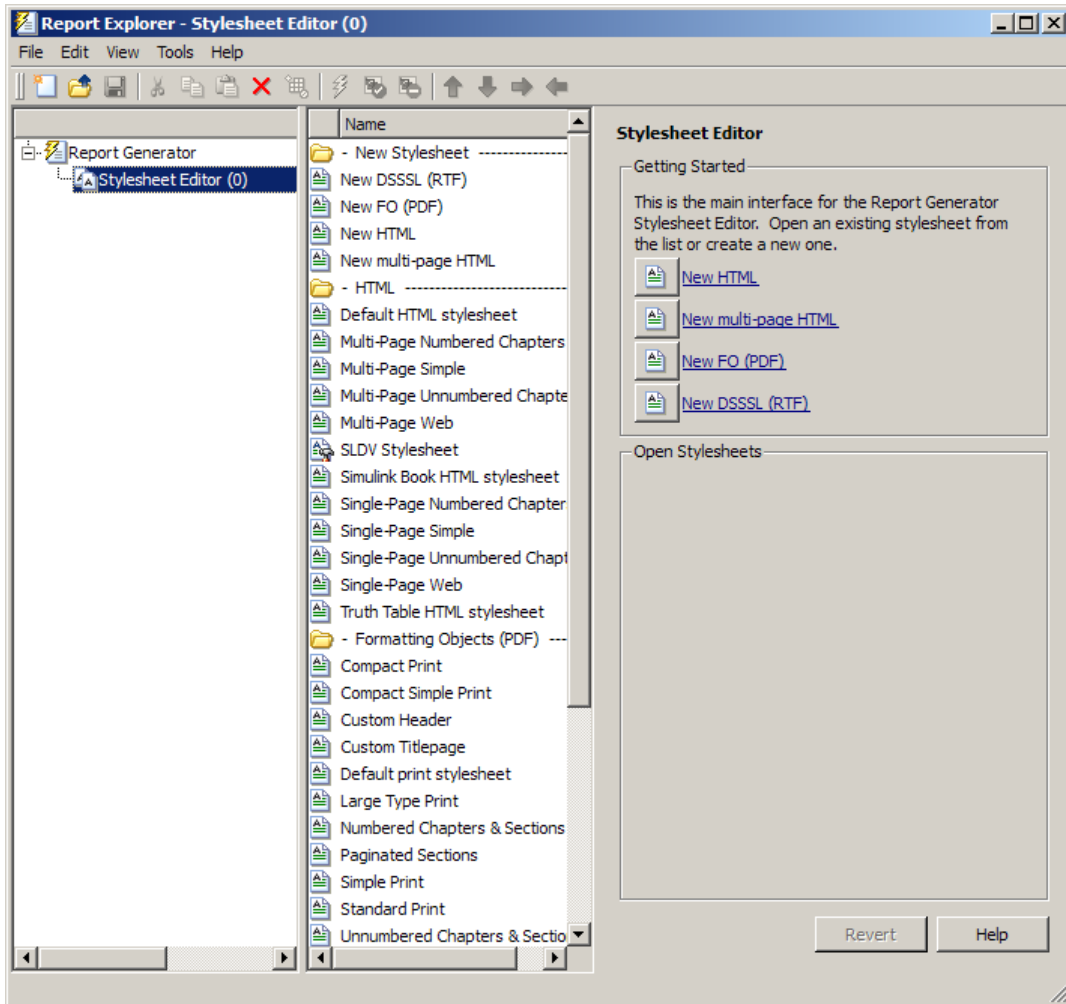 Report Explorer - Stylesheet Editor (0)
File Edit View Tools Help
Report Generator
Stylesheet Editor (0)
Name
- New Stylesheet ---------------
New DSSSL (RTF)
New FO (PDF)
New HTML
New multi-page HTML
- HTML ---------------------------
Default HTML stylesheet
Multi-Page Numbered Chapters
Multi-Page Simple
Multi-Page Unnumbered Chapte
Multi-Page Web
SLDV Stylesheet
Simulink Book HTML stylesheet
Single-Page Numbered Chapter
Single-Page Simple
Single-Page Unnumbered Chapt
Single-Page Web
Truth Table HTML stylesheet
- Formatting Objects (PDF) ---
Compact Print
Compact Simple Print
Custom Header
Custom Titlepage
Default print stylesheet
Large Type Print
Numbered Chapters & Sections
Paginated Sections
Simple Print
Standard Print
Unnumbered Chapters & Sectio
Stylesheet Editor
Getting Started
This is the main interface for the Report Generator
Stylesheet Editor. Open an existing stylesheet from
the list or create a new one.
New HTML
New multi-page HTML
New FO (PDF)
New DSSSL (RTF)
Open Stylesheets
Revert
Help